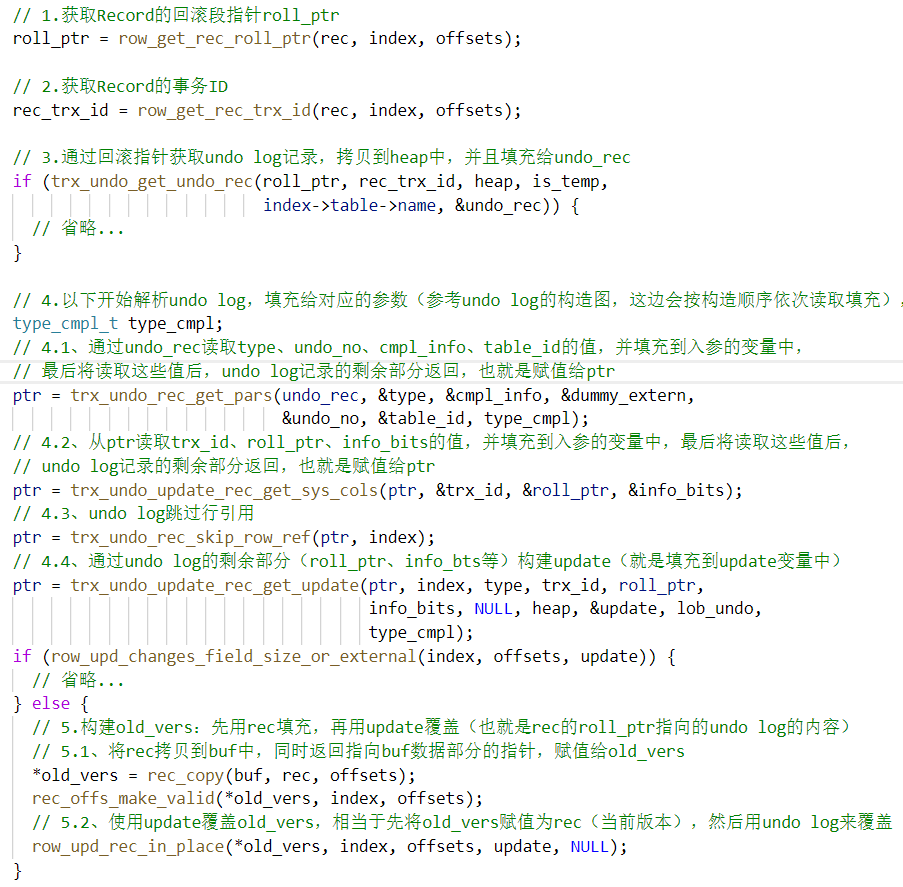 // 1.获取Record的回滚段指针roll_ptr
roll_ptr = row_get_rec_roll_ptr(rec, index, offsets);
// 2.获取Record的事务ID
rec_trx_id = row_get_rec_trx_id(rec, index, offsets);
// 3.通过回滚指针获取undo log记录，拷贝到heap中，并且填充给undo_rec
if (trx_undo_get_undo_rec(roll_ptr, rec_trx_id, heap, is_temp,
index->table->name, &undo_rec)) {
// 省略...
}
// 4.以下开始解析undo log，填充给对应的参数（参考undo log的构造图，这边会按构造顺序依次读取填充），
type_cmpl_t type_cmpl;
// 4.1、通过undo_rec读取type、undo_no、cmpl_info、table_id的值，并填充到入参的变量中，
// 最后将读取这些值后，undo log记录的剩余部分返回，也就是赋值给ptr
ptr = trx_undo_rec_get_pars(undo_rec, &type, &cmpl_info, &dummy_extern,
&undo_no, &table_id, type_cmpl);
// 4.2、从ptr读取trx_id、roll_ptr、info_bits的值，并填充到入参的变量中，最后将读取这些值后，
// undo log记录的剩余部分返回，也就是赋值给ptr
ptr = trx_undo_update_rec_get_sys_cols(ptr, &trx_id, &roll_ptr, &info_bits);
// 4.3、undo log跳过行引用
ptr = trx_undo_rec_skip_row_ref(ptr, index);
// 4.4、通过undo log的剩余部分（roll_ptr、info_bts等）构建update（就是填充到update变量中）
ptr = trx_undo_update_rec_get_update(ptr, index, type, trx_id, roll_ptr,
info_bits, NULL, heap, &update, lob_undo,
type_cmpl);
if (row_upd_changes_field_size_or_external(index, offsets, update)) {
// 省略...
} else {
// 5.构建old_vers：先用rec填充，再用update覆盖（也就是rec的roll_ptr指向的undo log的内容）
// 5.1、将rec拷贝到buf中，同时返回指向buf数据部分的指针，赋值给old_vers
*old_vers = rec_copy(buf, rec, offsets);
rec_offs_make_valid(*old_vers, index, offsets);
// 5.2、使用update覆盖old_vers，相当于先将old_vers赋值为rec（当前版本），然后用undo log来覆盖
row_upd_rec_in_place(*old_vers, index, offsets, update, NULL);
}